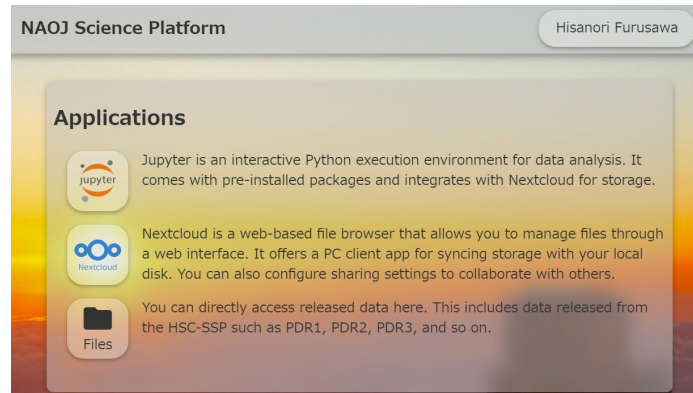 NAOJ Science Platform
Hisanori Furusawa
Applications
Jupyter is an interactive Python execution environment for data analysis. It
comes with pre-installed packages and integrates with Nextcloud for storage.
jupyter
Nextcloud is a web-based file browser that allows you to manage files through
a web interface. It offers a PC client app for syncing storage with your local
disk. You can also configure sharing settings to collaborate with others.
Nextcloud
You can directly access released data here. This includes data released from
the HSC-SSP such as PDR1, PDR2, PDR3, and so on.
Files